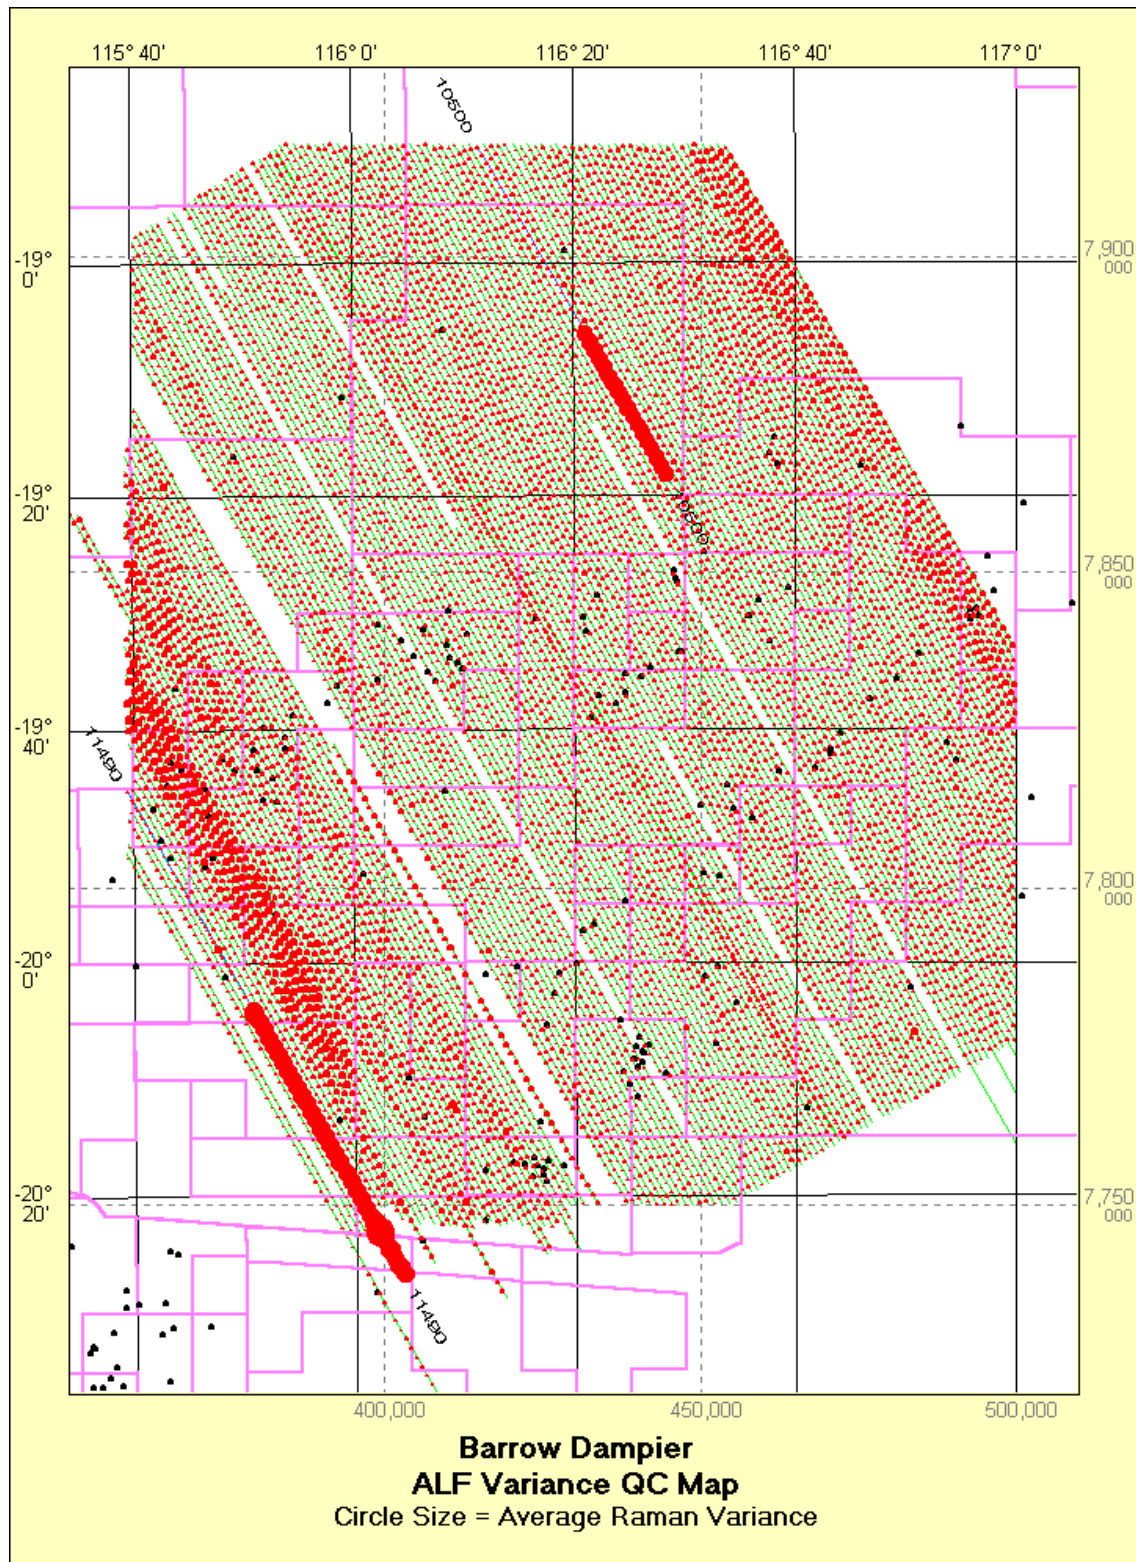 115° 40' 116° 0' 116° 20' 116° 40' 117° 0'
10500
-19° 0'
7,900 000
-19° 20'
10500
7,850 000
-19° 40'
11490
7,800 000
-20° 0'
-20° 20'
7,750 000
11490
400,000 450,000 500,000
Barrow Dampier
ALF Variance QC Map
Circle Size = Average Raman Variance